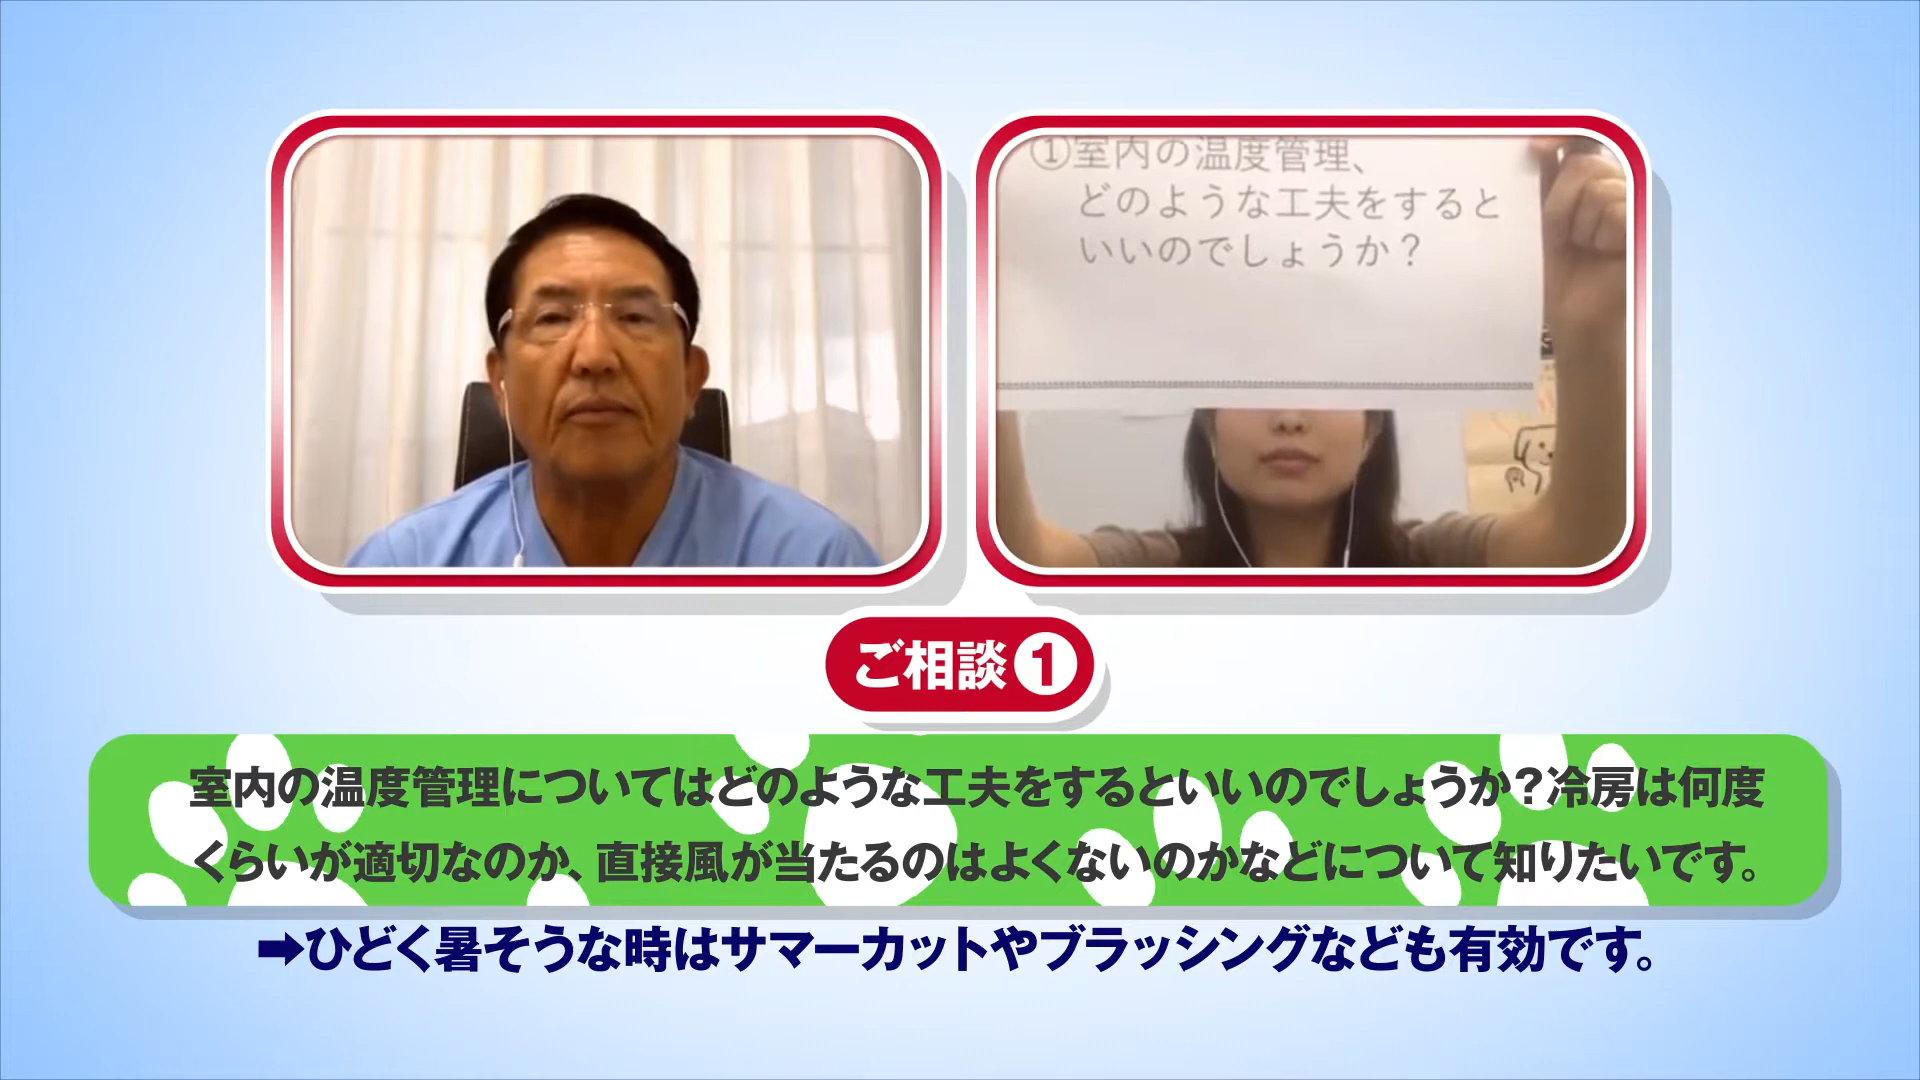 ①室内の温度管理、
どのような工夫をすると
いいのでしょうか？
ご相談❶
室内の温度管理についてはどのような工夫をするといいのでしょうか？冷房は何度
くらいが適切なのか、直接風が当たるのはよくないのかなどについて知りたいです。
➡ひどく暑そうな時はサマーカットやブラッシングなども有効です。